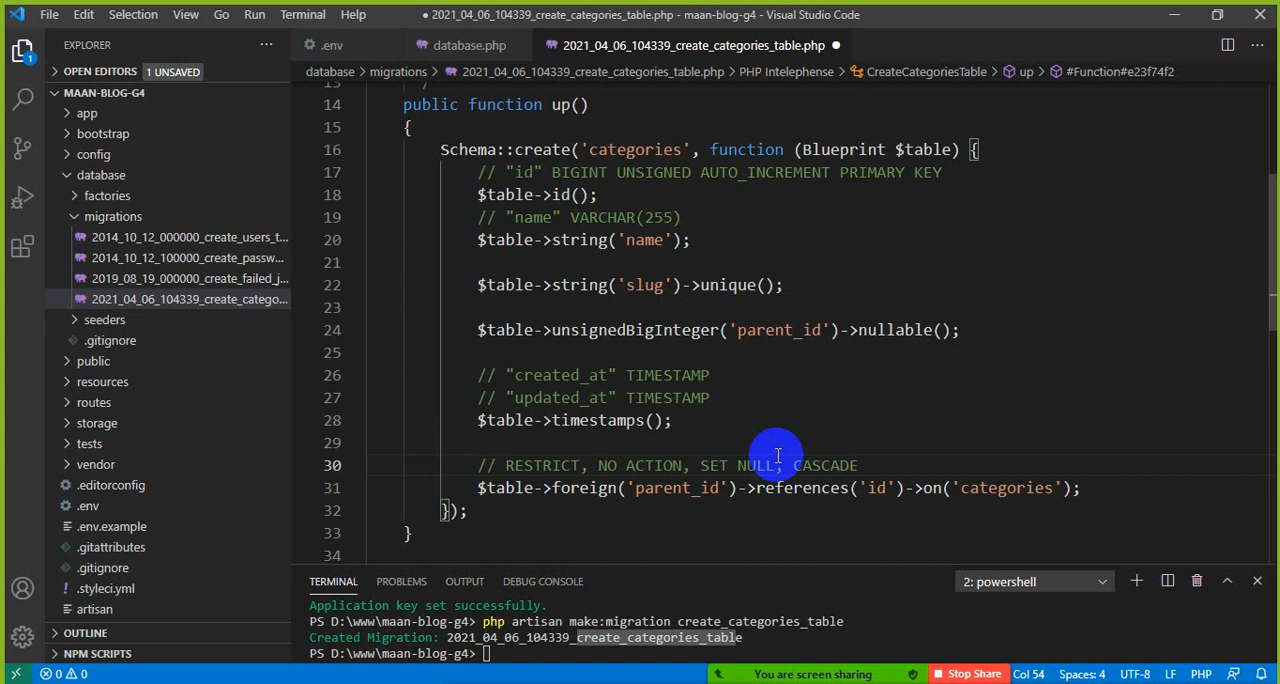 File Edit Selection View Go Run Terminal Help
● 2021_04_06_104339_create_categories_table.php - maan-blog-g4 - Visual Studio Code
EXPLORER ···
.env database.php 2021_04_06_104339_create_categories_table.php ●
1
OPEN EDITORS 1 UNSAVED
database > migrations > 2021_04_06_104339_create_categories_table.php > PHP Intelephense > CreateCategoriesTable > up > #Function#e23f74f2
MAAN-BLOG-G4
app
bootstrap
config
database
factories
migrations
2014_10_12_000000_create_users_t...
2014_10_12_100000_create_passw...
2019_08_19_000000_create_failed_j...
2021_04_06_104339_create_catego...
seeders
.gitignore
public
resources
routes
storage
tests
vendor
.editorconfig
.env
.env.example
.gitattributes
.gitignore
.styleci.yml
artisan
OUTLINE
NPM SCRIPTS
14 public function up()
15 {
16 Schema::create('categories', function (Blueprint $table) {
17 // "id" BIGINT UNSIGNED AUTO_INCREMENT PRIMARY KEY
18 $table->id();
19 // "name" VARCHAR(255)
20 $table->string('name');
21
22 $table->string('slug')->unique();
23
24 $table->unsignedBigInteger('parent_id')->nullable();
25
26 // "created_at" TIMESTAMP
27 // "updated_at" TIMESTAMP
28 $table->timestamps();
29
30 // RESTRICT, NO ACTION, SET NULL, CASCADE
31 $table->foreign('parent_id')->references('id')->on('categories');
32 });
33 }
34
TERMINAL PROBLEMS OUTPUT DEBUG CONSOLE 2: powershell
Application key set successfully.
PS D:\www\maan-blog-g4> php artisan make:migration create_categories_table
Created Migration: 2021_04_06_104339_create_categories_table
PS D:\www\maan-blog-g4>
0 0 You are screen sharing Stop Share Col 54 Spaces: 4 UTF-8 LF PHP